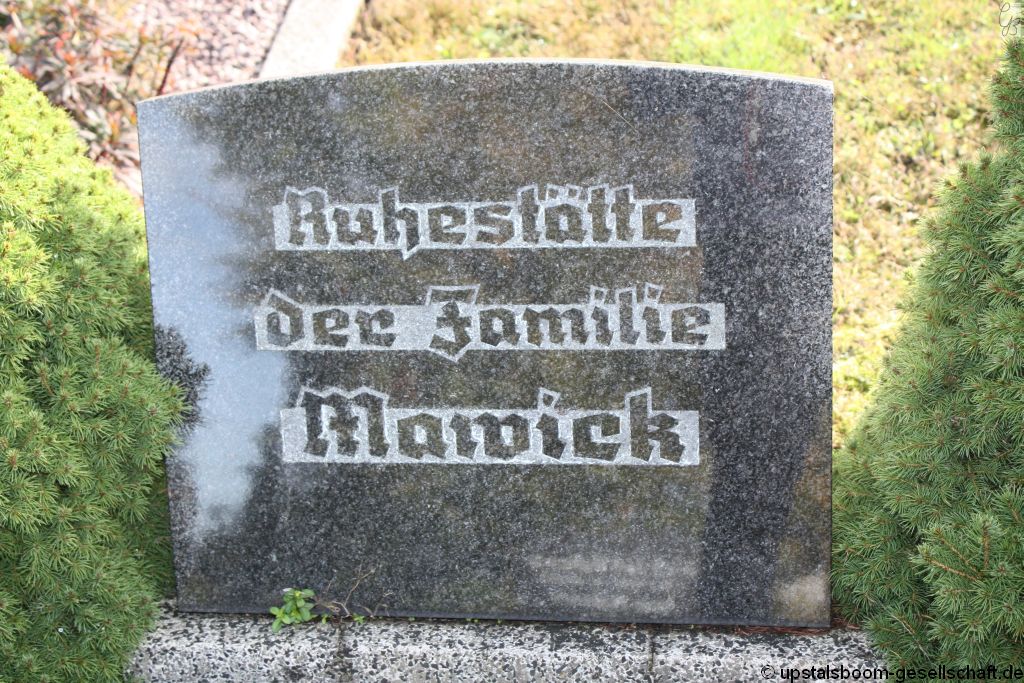 Ruhestätte
der Familie
Mawick
© upstalsboom-gesellschaft.de